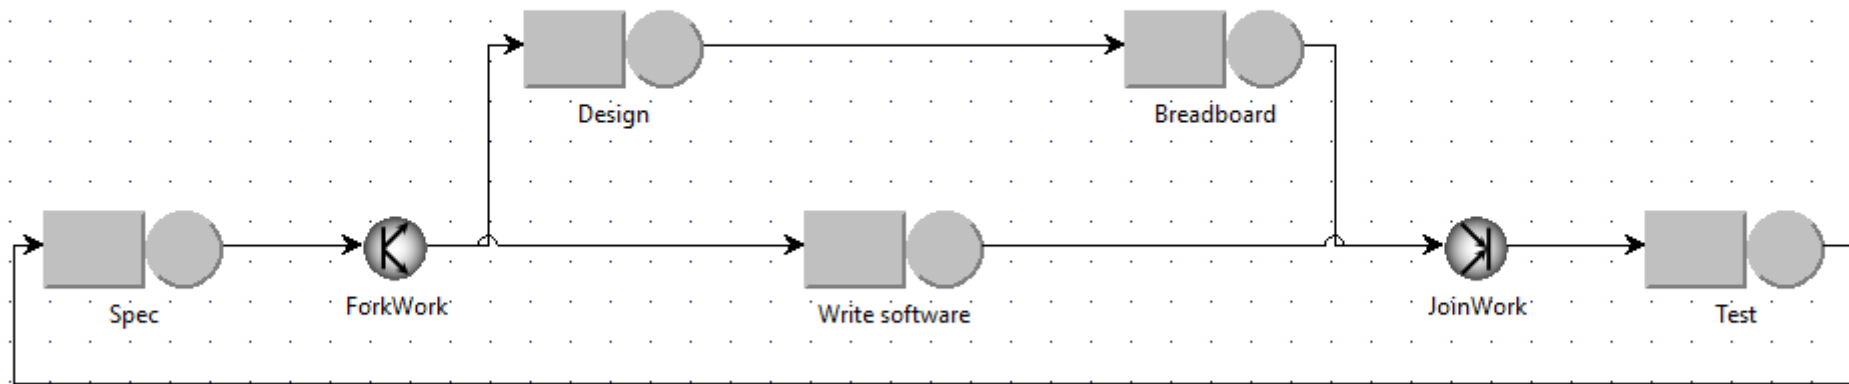 Design
Breadboard
Spec
ForkWork
Write software
JoinWork
Test